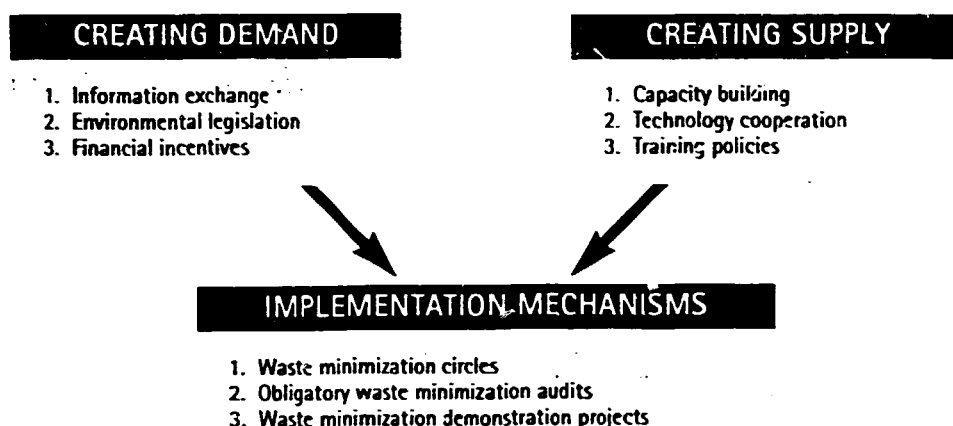 CREATING DEMAND
1. Information exchange
2. Environmental legislation
3. Financial incentives
CREATING SUPPLY
1. Capacity building
2. Technology cooperation
3. Training policies
IMPLEMENTATION MECHANISMS
1. Waste minimization circles
2. Obligatory waste minimization audits
3. Waste minimization demonstration projects